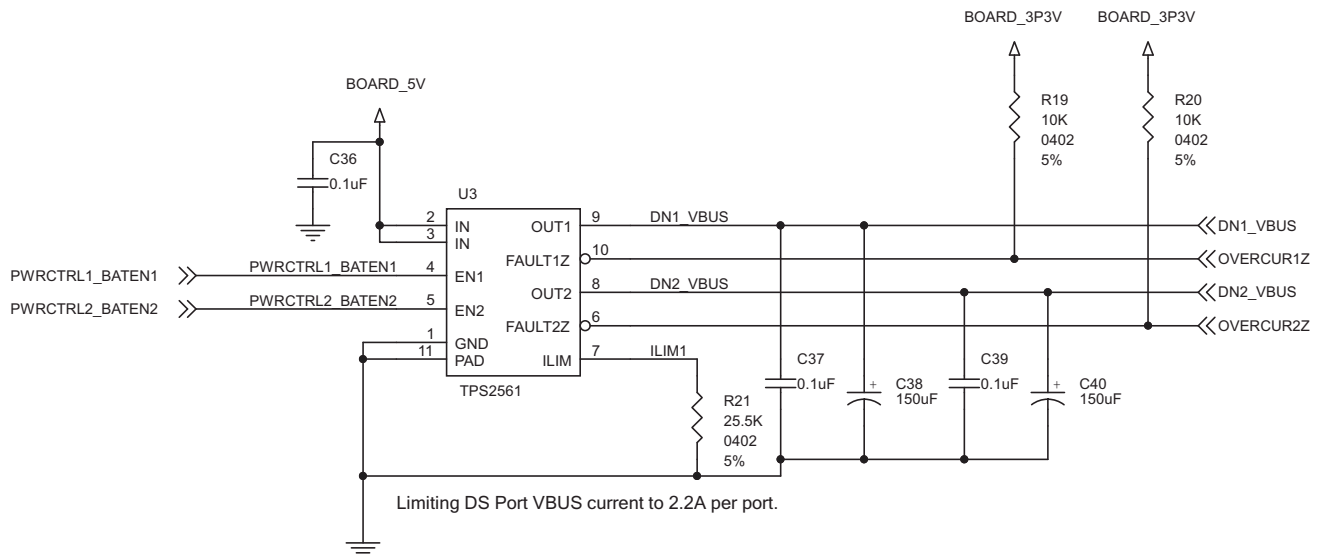 BOARD_3P3V
BOARD_3P3V
BOARD_5V
R19
10K
0402
5%
R20
10K
0402
5%
C36
0.1uF
U3
2
IN
3
IN
PWRCTRL1_BATEN1
PWRCTRL1_BATEN1
4
EN1
PWRCTRL2_BATEN2
PWRCTRL2_BATEN2
5
EN2
1
GND
11
PAD
OUT1
9
DN1_VBUS
DN1_VBUS
FAULT1Z
10
OVERCUR1Z
OUT2
8
DN2_VBUS
DN2_VBUS
FAULT2Z
6
OVERCUR2Z
ILIM
7
ILIM1
TPS2561
R21
25.5K
0402
5%
C37
0.1uF
+
C38
150uF
C39
0.1uF
+
C40
150uF
Limiting DS Port VBUS current to 2.2A per port.